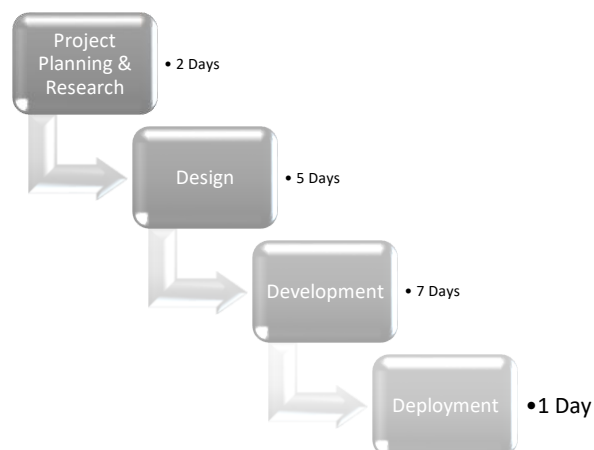 Project
Planning &
Research
• 2 Days
Design
• 5 Days
Development
• 7 Days
Deployment
•1 Day